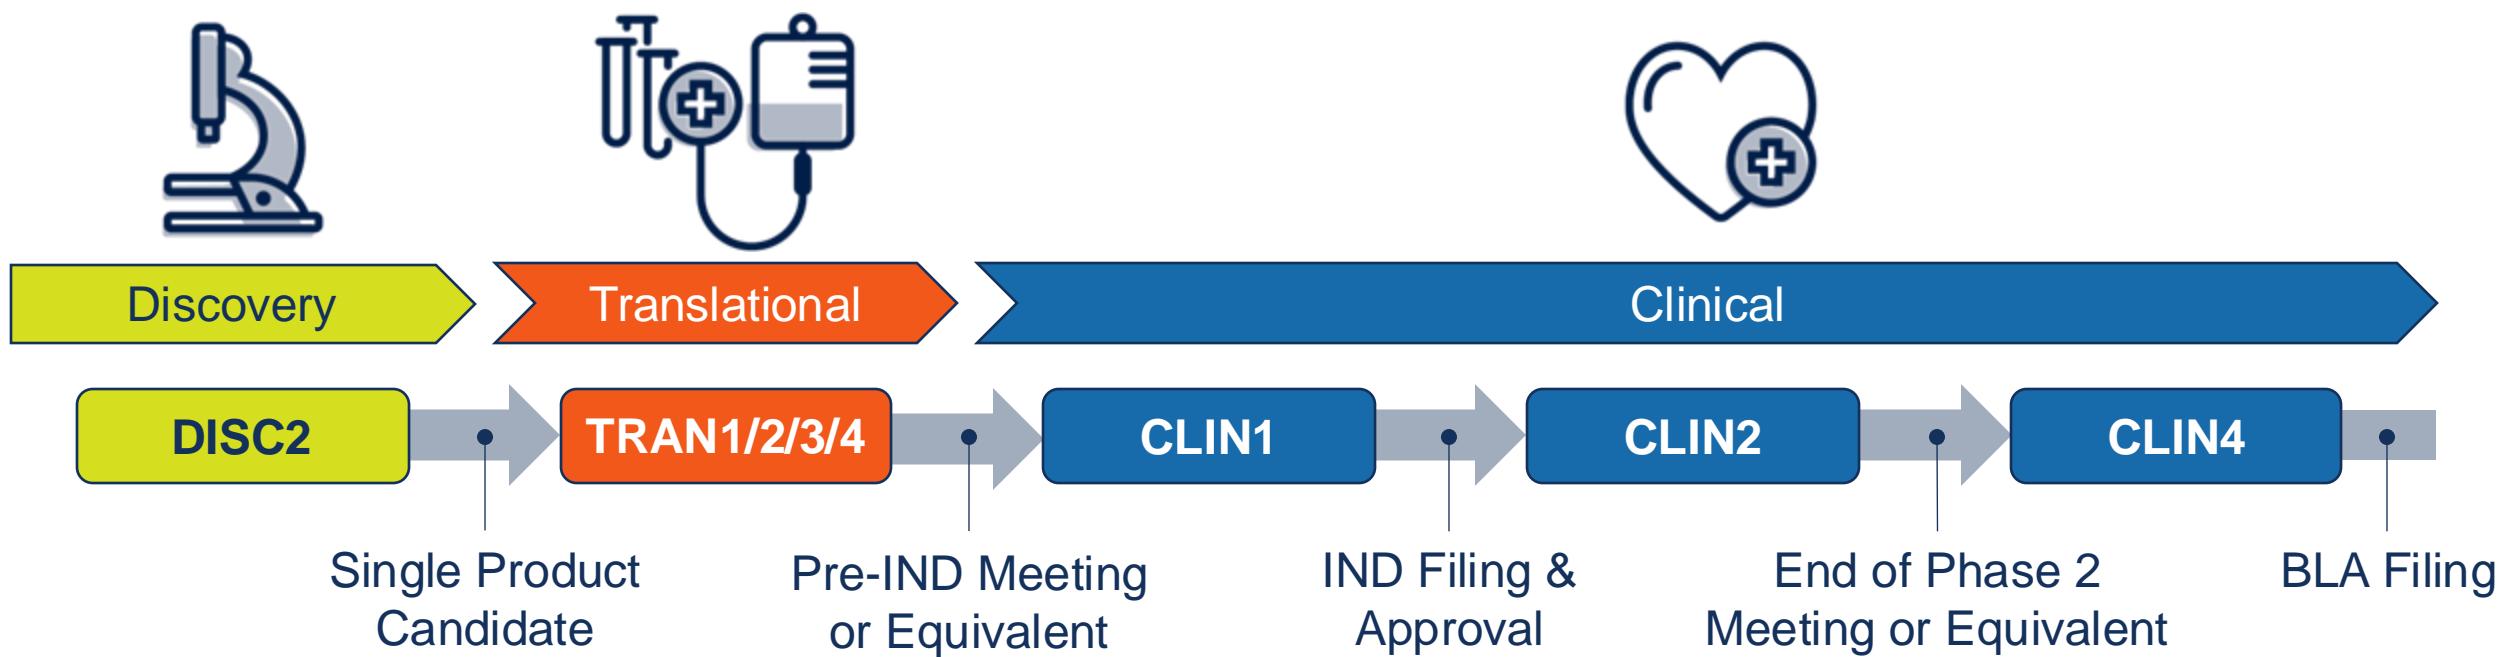 Discovery
Translational
Clinical
DISC2
TRAN1/2/3/4
CLIN1
CLIN2
CLIN4
Single Product
Candidate
Pre-IND Meeting
or Equivalent
IND Filing &
Approval
End of Phase 2
Meeting or Equivalent
BLA Filing